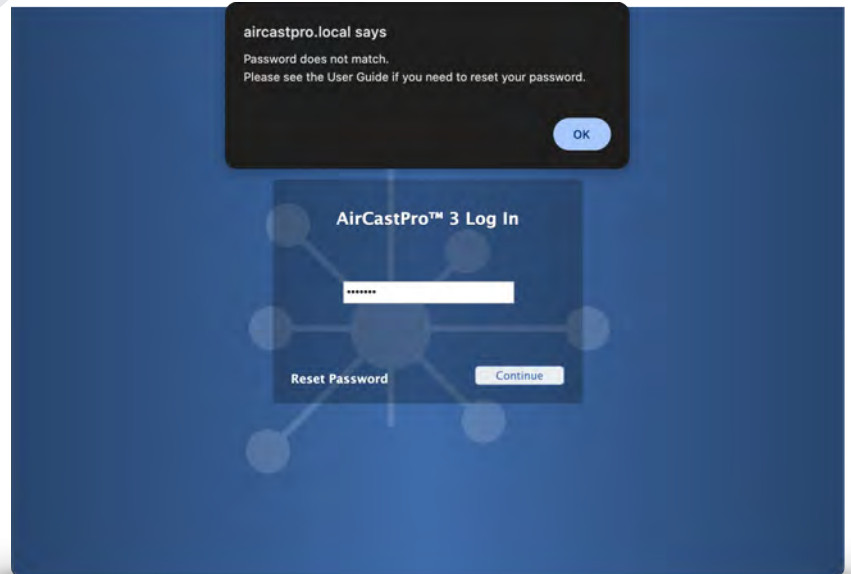 aircastpro.local says
Password does not match.
Please see the User Guide if you need to reset your password.
OK
AirCastPro™ 3 Log In
•••••••
Reset Password
Continue